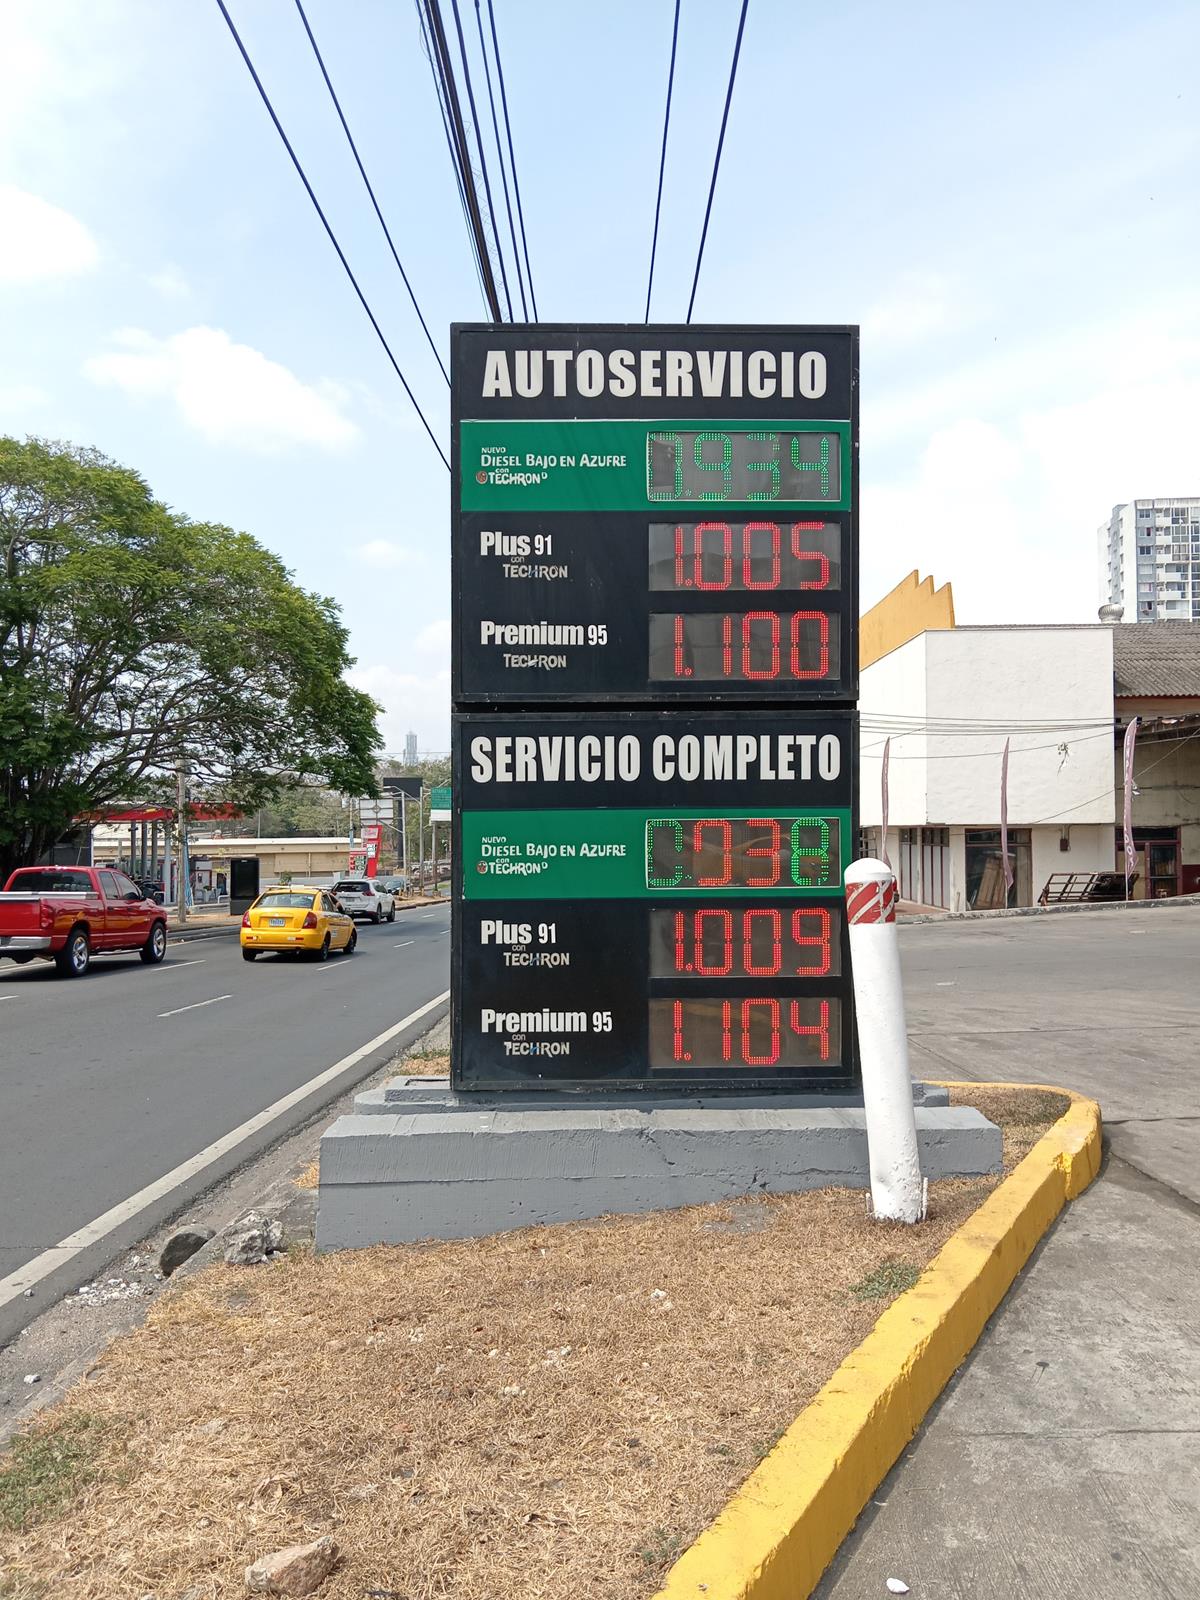 AUTOSERVICIO
NUEVO
DIESEL BAJO EN AZUFRE
con
TECHRON D
0.934
Plus 91
con
TECHRON
1.005
Premium 95
TECHRON
1.100
SERVICIO COMPLETO
NUEVO
DIESEL BAJO EN AZUFRE
con
TECHRON D
Plus 91
con
TECHRON
1.009
Premium 95
con
TECHRON
1.104